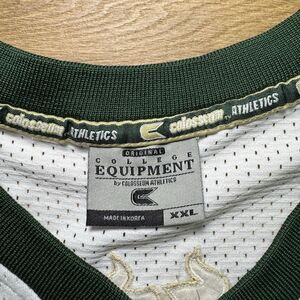 colosseum ATHLETICS
colosseum ATHLETICS
ORIGINAL
COLLEGE
EQUIPMENT
by COLOSSEUM ATHLETICS
MADE IN KOREA
XXL